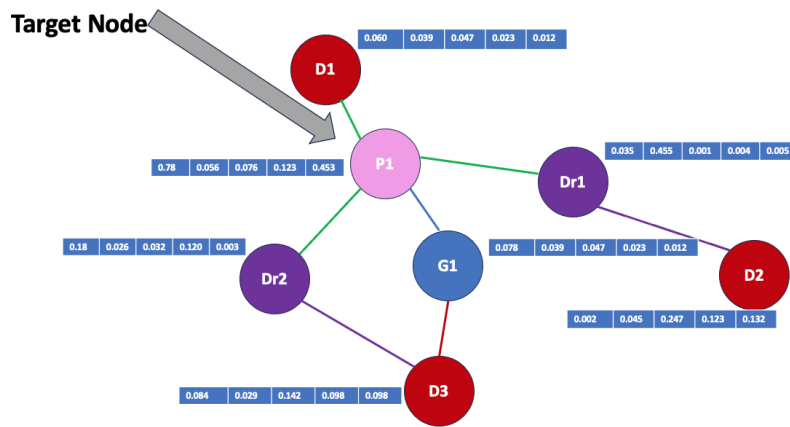 Target Node
D1
0.060 0.039 0.047 0.023 0.012
P1
0.78 0.056 0.076 0.123 0.453
Dr1
0.035 0.455 0.001 0.004 0.005
Dr2
0.18 0.026 0.032 0.120 0.003
G1
0.078 0.039 0.047 0.023 0.012
D2
0.002 0.045 0.247 0.123 0.132
D3
0.084 0.029 0.142 0.098 0.098